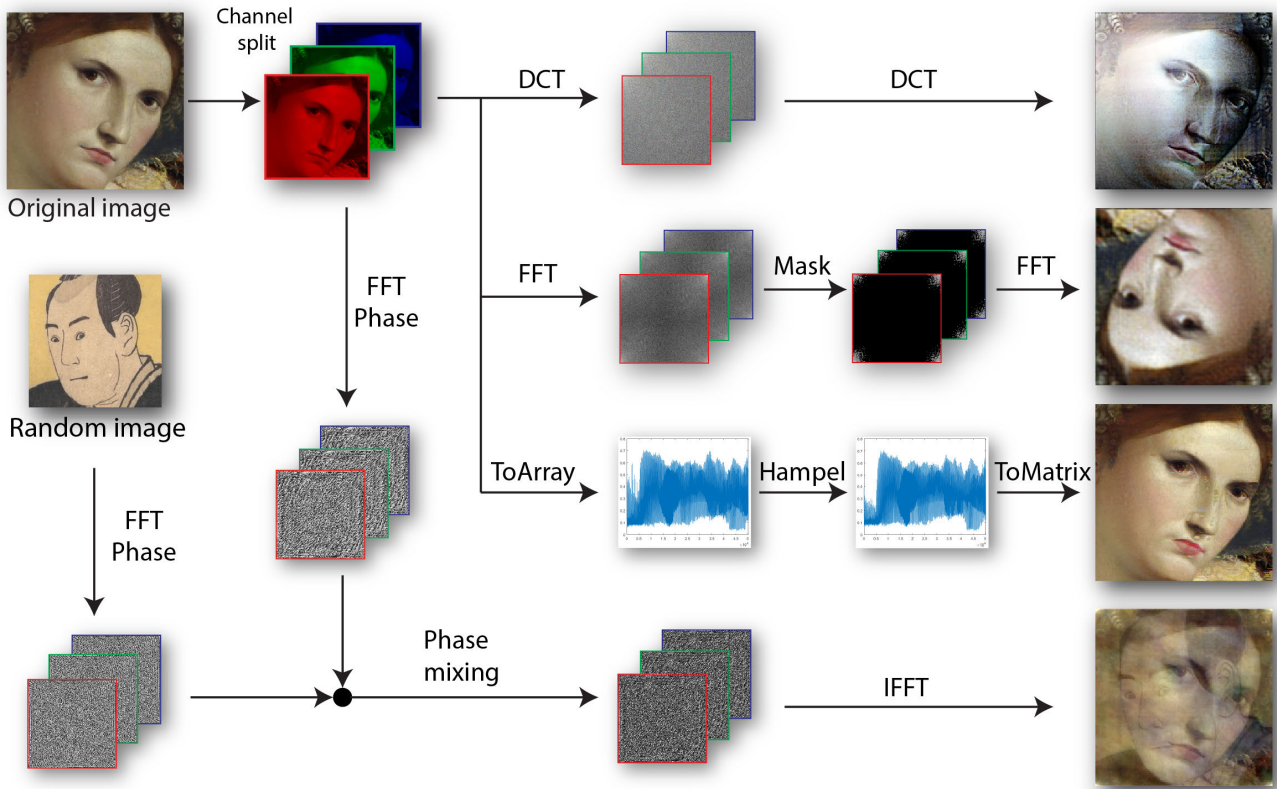 Channel
split
DCT
DCT
Original image
FFT
Mask
FFT
FFT
Phase
Random image
ToArray
Hampel
ToMatrix
FFT
Phase
Phase
mixing
IFFT